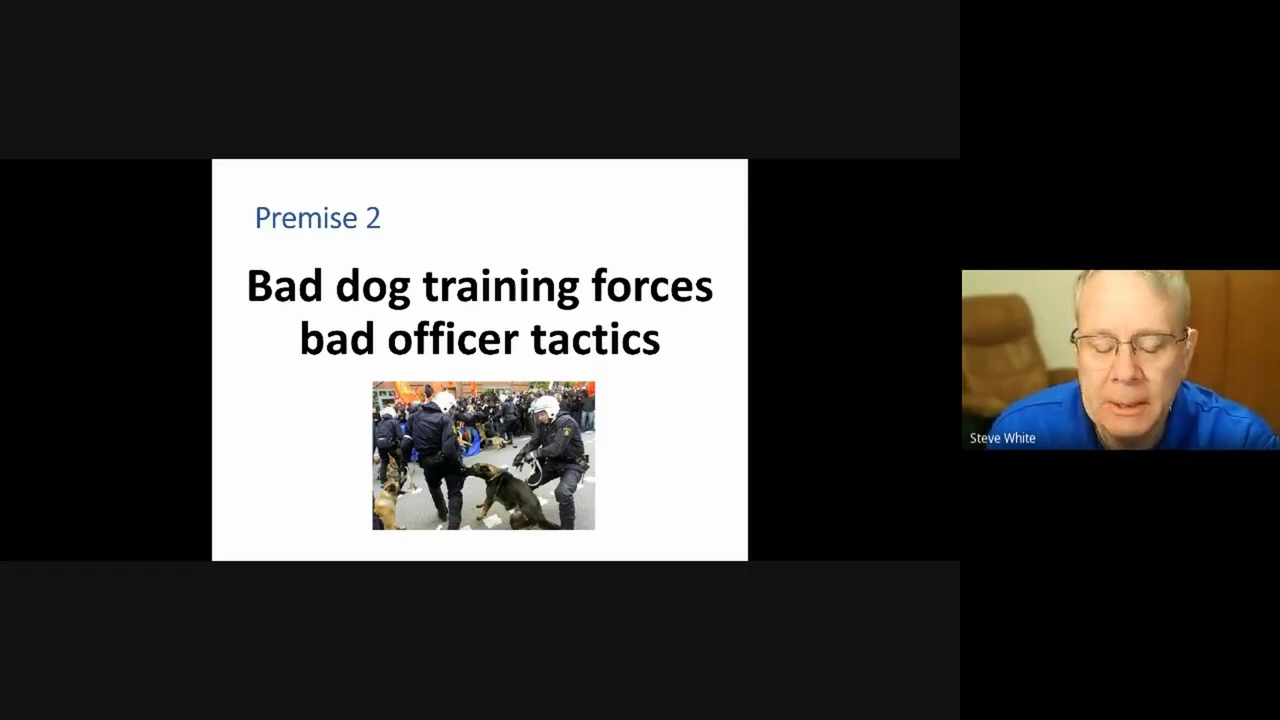 Premise 2
Bad dog training forces
bad officer tactics
Steve White